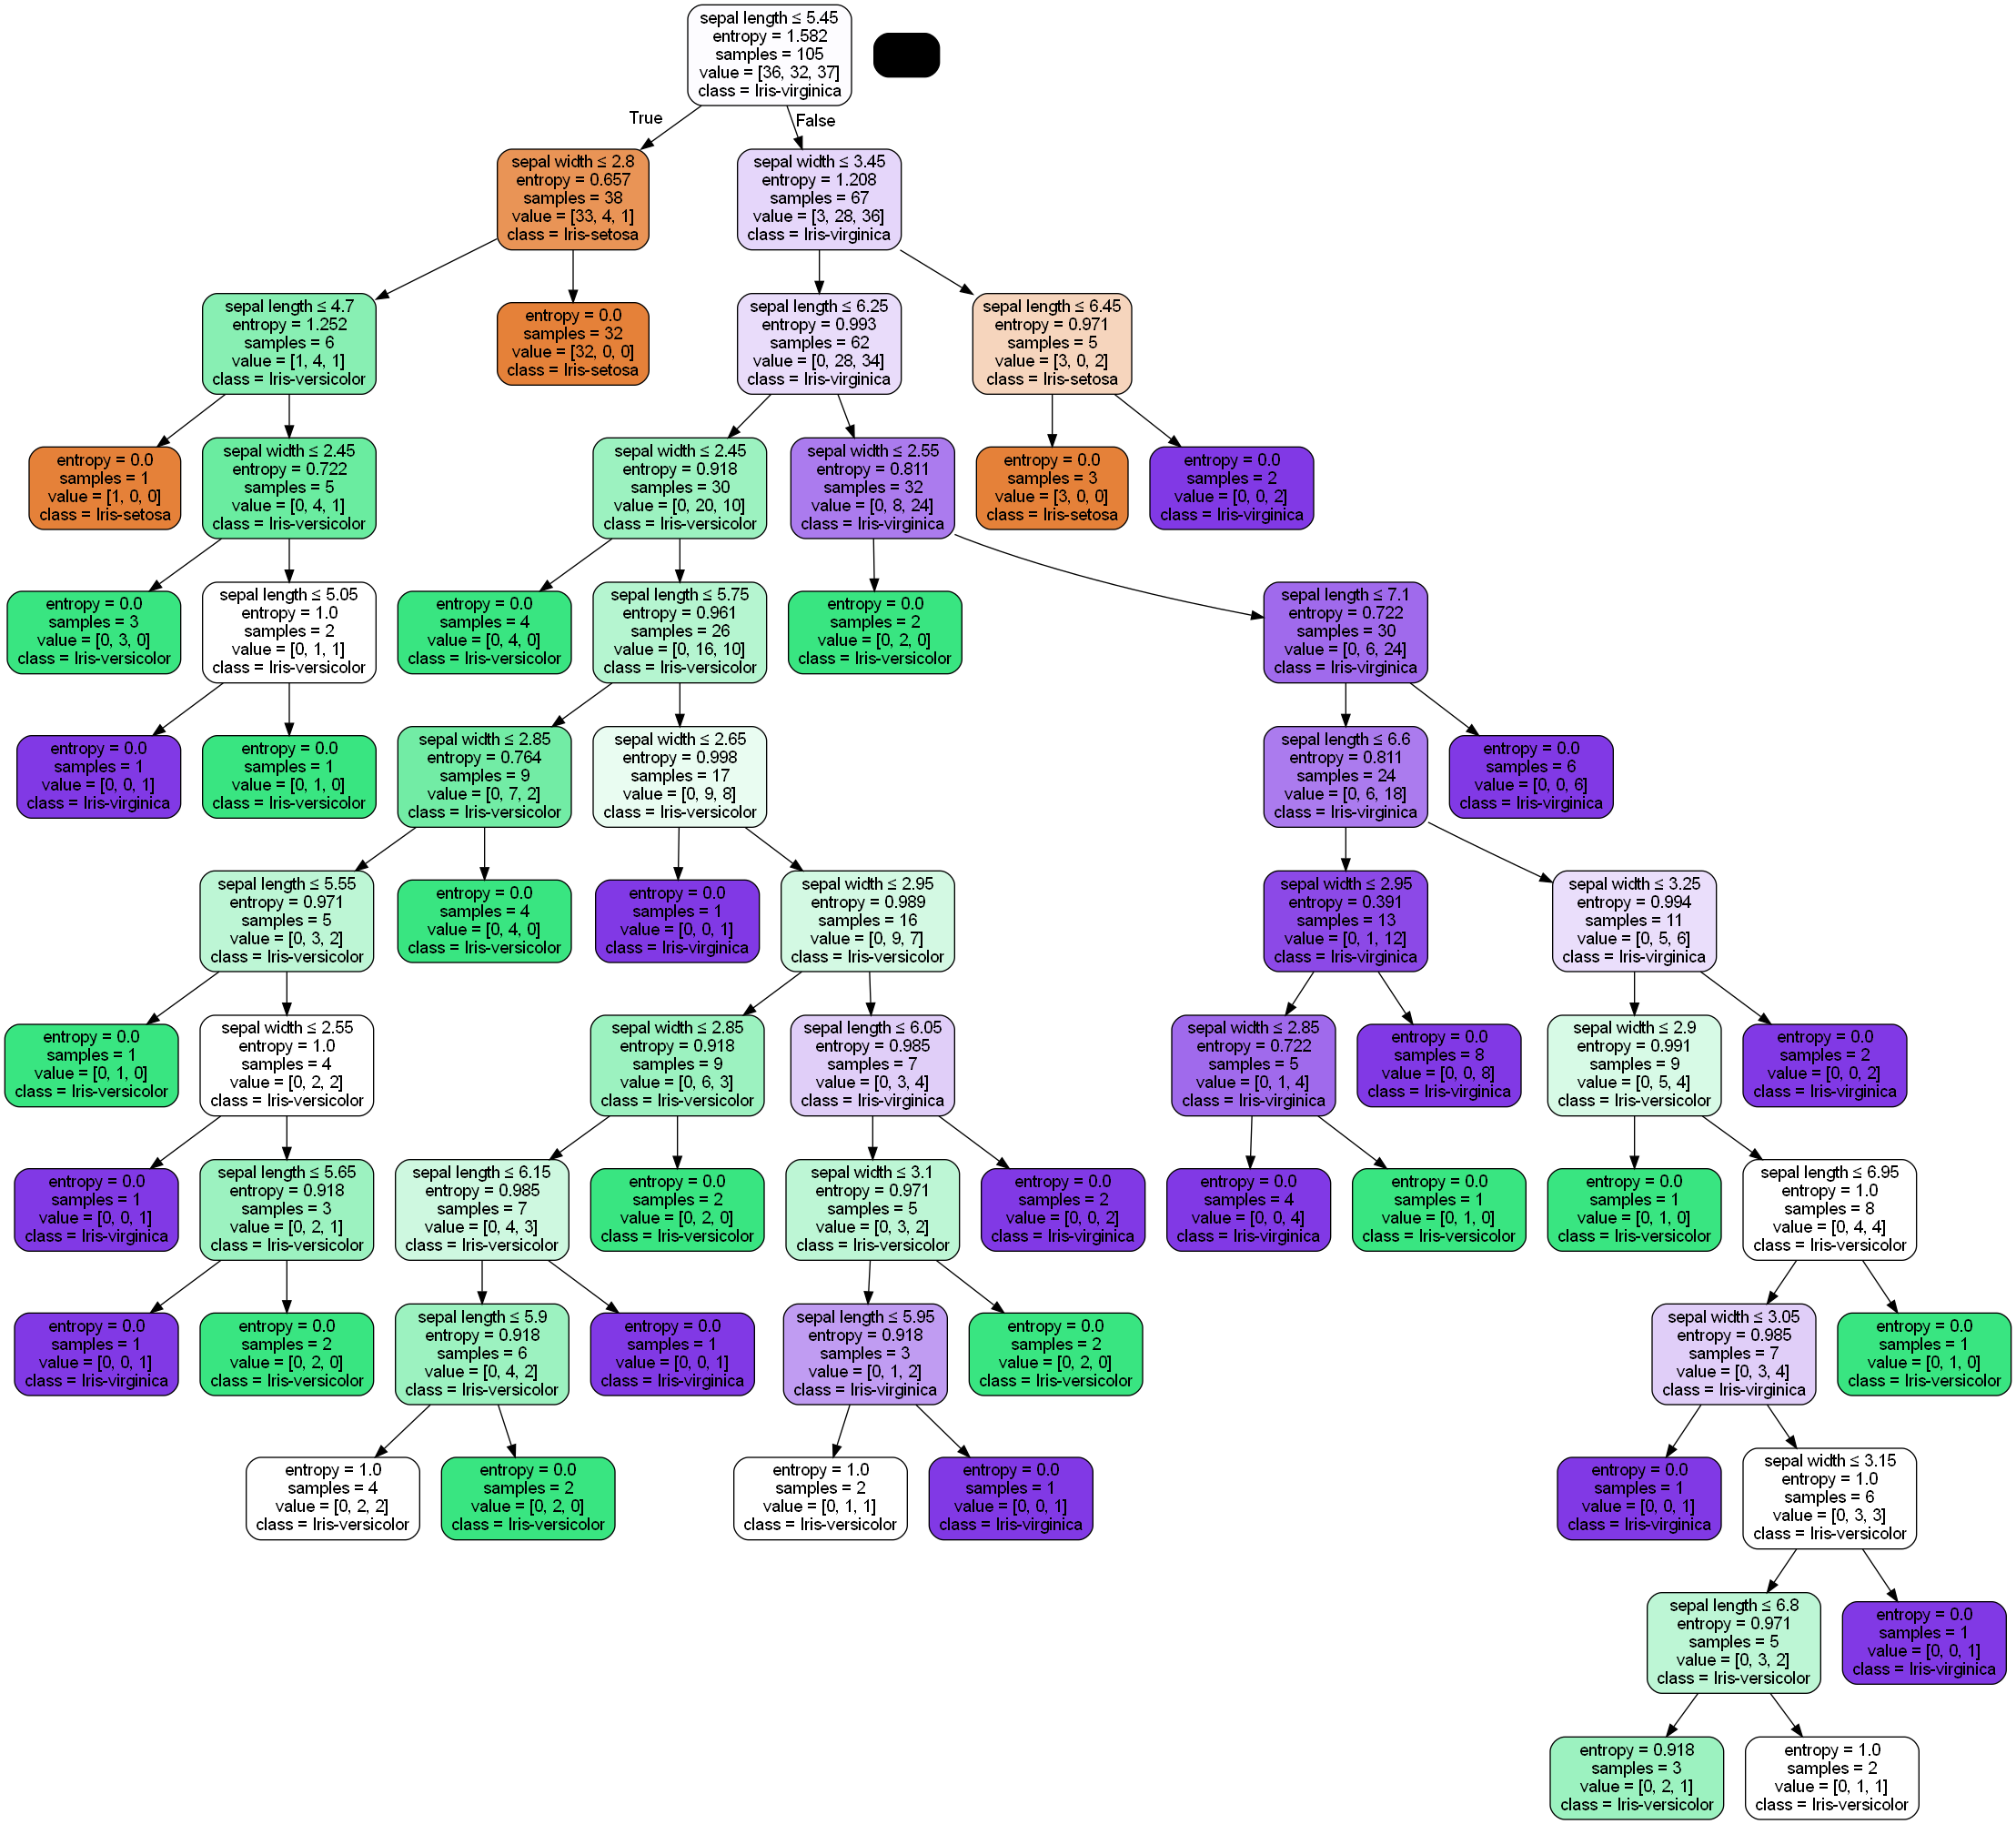 sepal length ≤ 5.45
entropy = 1.582
samples = 105
value = [36, 32, 37]
class = Iris-virginica
True
False
sepal width ≤ 2.8
entropy = 0.657
samples = 38
value = [33, 4, 1]
class = Iris-setosa
sepal width ≤ 3.45
entropy = 1.208
samples = 67
value = [3, 28, 36]
class = Iris-virginica
sepal length ≤ 4.7
entropy = 1.252
samples = 6
value = [1, 4, 1]
class = Iris-versicolor
entropy = 0.0
samples = 32
value = [32, 0, 0]
class = Iris-setosa
sepal length ≤ 6.25
entropy = 0.993
samples = 62
value = [0, 28, 34]
class = Iris-virginica
sepal length ≤ 6.45
entropy = 0.971
samples = 5
value = [3, 0, 2]
class = Iris-setosa
entropy = 0.0
samples = 1
value = [1, 0, 0]
class = Iris-setosa
sepal width ≤ 2.45
entropy = 0.722
samples = 5
value = [0, 4, 1]
class = Iris-versicolor
sepal width ≤ 2.45
entropy = 0.918
samples = 30
value = [0, 20, 10]
class = Iris-versicolor
sepal width ≤ 2.55
entropy = 0.811
samples = 32
value = [0, 8, 24]
class = Iris-virginica
entropy = 0.0
samples = 3
value = [3, 0, 0]
class = Iris-setosa
entropy = 0.0
samples = 2
value = [0, 0, 2]
class = Iris-virginica
entropy = 0.0
samples = 3
value = [0, 3, 0]
class = Iris-versicolor
sepal length ≤ 5.05
entropy = 1.0
samples = 2
value = [0, 1, 1]
class = Iris-versicolor
entropy = 0.0
samples = 4
value = [0, 4, 0]
class = Iris-versicolor
sepal length ≤ 5.75
entropy = 0.961
samples = 26
value = [0, 16, 10]
class = Iris-versicolor
entropy = 0.0
samples = 2
value = [0, 2, 0]
class = Iris-versicolor
sepal length ≤ 7.1
entropy = 0.722
samples = 30
value = [0, 6, 24]
class = Iris-virginica
entropy = 0.0
samples = 1
value = [0, 0, 1]
class = Iris-virginica
entropy = 0.0
samples = 1
value = [0, 1, 0]
class = Iris-versicolor
sepal width ≤ 2.85
entropy = 0.764
samples = 9
value = [0, 7, 2]
class = Iris-versicolor
sepal width ≤ 2.65
entropy = 0.998
samples = 17
value = [0, 9, 8]
class = Iris-versicolor
sepal length ≤ 6.6
entropy = 0.811
samples = 24
value = [0, 6, 18]
class = Iris-virginica
entropy = 0.0
samples = 6
value = [0, 0, 6]
class = Iris-virginica
sepal length ≤ 5.55
entropy = 0.971
samples = 5
value = [0, 3, 2]
class = Iris-versicolor
entropy = 0.0
samples = 4
value = [0, 4, 0]
class = Iris-versicolor
entropy = 0.0
samples = 1
value = [0, 0, 1]
class = Iris-virginica
sepal width ≤ 2.95
entropy = 0.989
samples = 16
value = [0, 9, 7]
class = Iris-versicolor
sepal width ≤ 2.95
entropy = 0.391
samples = 13
value = [0, 1, 12]
class = Iris-virginica
sepal width ≤ 3.25
entropy = 0.994
samples = 11
value = [0, 5, 6]
class = Iris-virginica
entropy = 0.0
samples = 1
value = [0, 1, 0]
class = Iris-versicolor
sepal width ≤ 2.55
entropy = 1.0
samples = 4
value = [0, 2, 2]
class = Iris-versicolor
sepal width ≤ 2.85
entropy = 0.918
samples = 9
value = [0, 6, 3]
class = Iris-versicolor
sepal length ≤ 6.05
entropy = 0.985
samples = 7
value = [0, 3, 4]
class = Iris-virginica
sepal width ≤ 2.85
entropy = 0.722
samples = 5
value = [0, 1, 4]
class = Iris-virginica
entropy = 0.0
samples = 8
value = [0, 0, 8]
class = Iris-virginica
sepal width ≤ 2.9
entropy = 0.991
samples = 9
value = [0, 5, 4]
class = Iris-versicolor
entropy = 0.0
samples = 2
value = [0, 0, 2]
class = Iris-virginica
entropy = 0.0
samples = 1
value = [0, 0, 1]
class = Iris-virginica
sepal length ≤ 5.65
entropy = 0.918
samples = 3
value = [0, 2, 1]
class = Iris-versicolor
sepal length ≤ 6.15
entropy = 0.985
samples = 7
value = [0, 4, 3]
class = Iris-versicolor
entropy = 0.0
samples = 2
value = [0, 2, 0]
class = Iris-versicolor
sepal width ≤ 3.1
entropy = 0.971
samples = 5
value = [0, 3, 2]
class = Iris-versicolor
entropy = 0.0
samples = 2
value = [0, 0, 2]
class = Iris-virginica
entropy = 0.0
samples = 4
value = [0, 0, 4]
class = Iris-virginica
entropy = 0.0
samples = 1
value = [0, 1, 0]
class = Iris-versicolor
entropy = 0.0
samples = 1
value = [0, 1, 0]
class = Iris-versicolor
sepal length ≤ 6.95
entropy = 1.0
samples = 8
value = [0, 4, 4]
class = Iris-versicolor
entropy = 0.0
samples = 1
value = [0, 0, 1]
class = Iris-virginica
entropy = 0.0
samples = 2
value = [0, 2, 0]
class = Iris-versicolor
sepal length ≤ 5.9
entropy = 0.918
samples = 6
value = [0, 4, 2]
class = Iris-versicolor
entropy = 0.0
samples = 1
value = [0, 0, 1]
class = Iris-virginica
sepal length ≤ 5.95
entropy = 0.918
samples = 3
value = [0, 1, 2]
class = Iris-virginica
entropy = 0.0
samples = 2
value = [0, 2, 0]
class = Iris-versicolor
sepal width ≤ 3.05
entropy = 0.985
samples = 7
value = [0, 3, 4]
class = Iris-virginica
entropy = 0.0
samples = 1
value = [0, 1, 0]
class = Iris-versicolor
entropy = 1.0
samples = 4
value = [0, 2, 2]
class = Iris-versicolor
entropy = 0.0
samples = 2
value = [0, 2, 0]
class = Iris-versicolor
entropy = 1.0
samples = 2
value = [0, 1, 1]
class = Iris-versicolor
entropy = 0.0
samples = 1
value = [0, 0, 1]
class = Iris-virginica
entropy = 0.0
samples = 1
value = [0, 0, 1]
class = Iris-virginica
sepal width ≤ 3.15
entropy = 1.0
samples = 6
value = [0, 3, 3]
class = Iris-versicolor
sepal length ≤ 6.8
entropy = 0.971
samples = 5
value = [0, 3, 2]
class = Iris-versicolor
entropy = 0.0
samples = 1
value = [0, 0, 1]
class = Iris-virginica
entropy = 0.918
samples = 3
value = [0, 2, 1]
class = Iris-versicolor
entropy = 1.0
samples = 2
value = [0, 1, 1]
class = Iris-versicolor